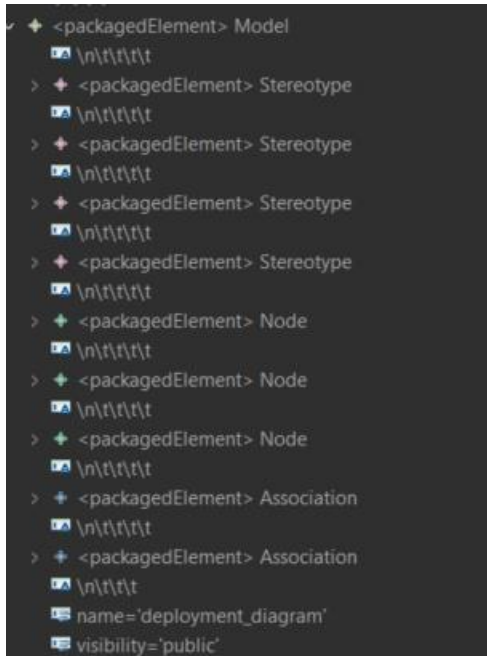 <packagedElement> Model
\n\t\t\t\t
<packagedElement> Stereotype
\n\t\t\t\t
<packagedElement> Stereotype
\n\t\t\t\t
<packagedElement> Stereotype
\n\t\t\t\t
<packagedElement> Stereotype
\n\t\t\t\t
<packagedElement> Node
\n\t\t\t\t
<packagedElement> Node
\n\t\t\t\t
<packagedElement> Node
\n\t\t\t\t
<packagedElement> Association
\n\t\t\t\t
<packagedElement> Association
\n\t\t\t
name='deployment_diagram'
visibility='public'